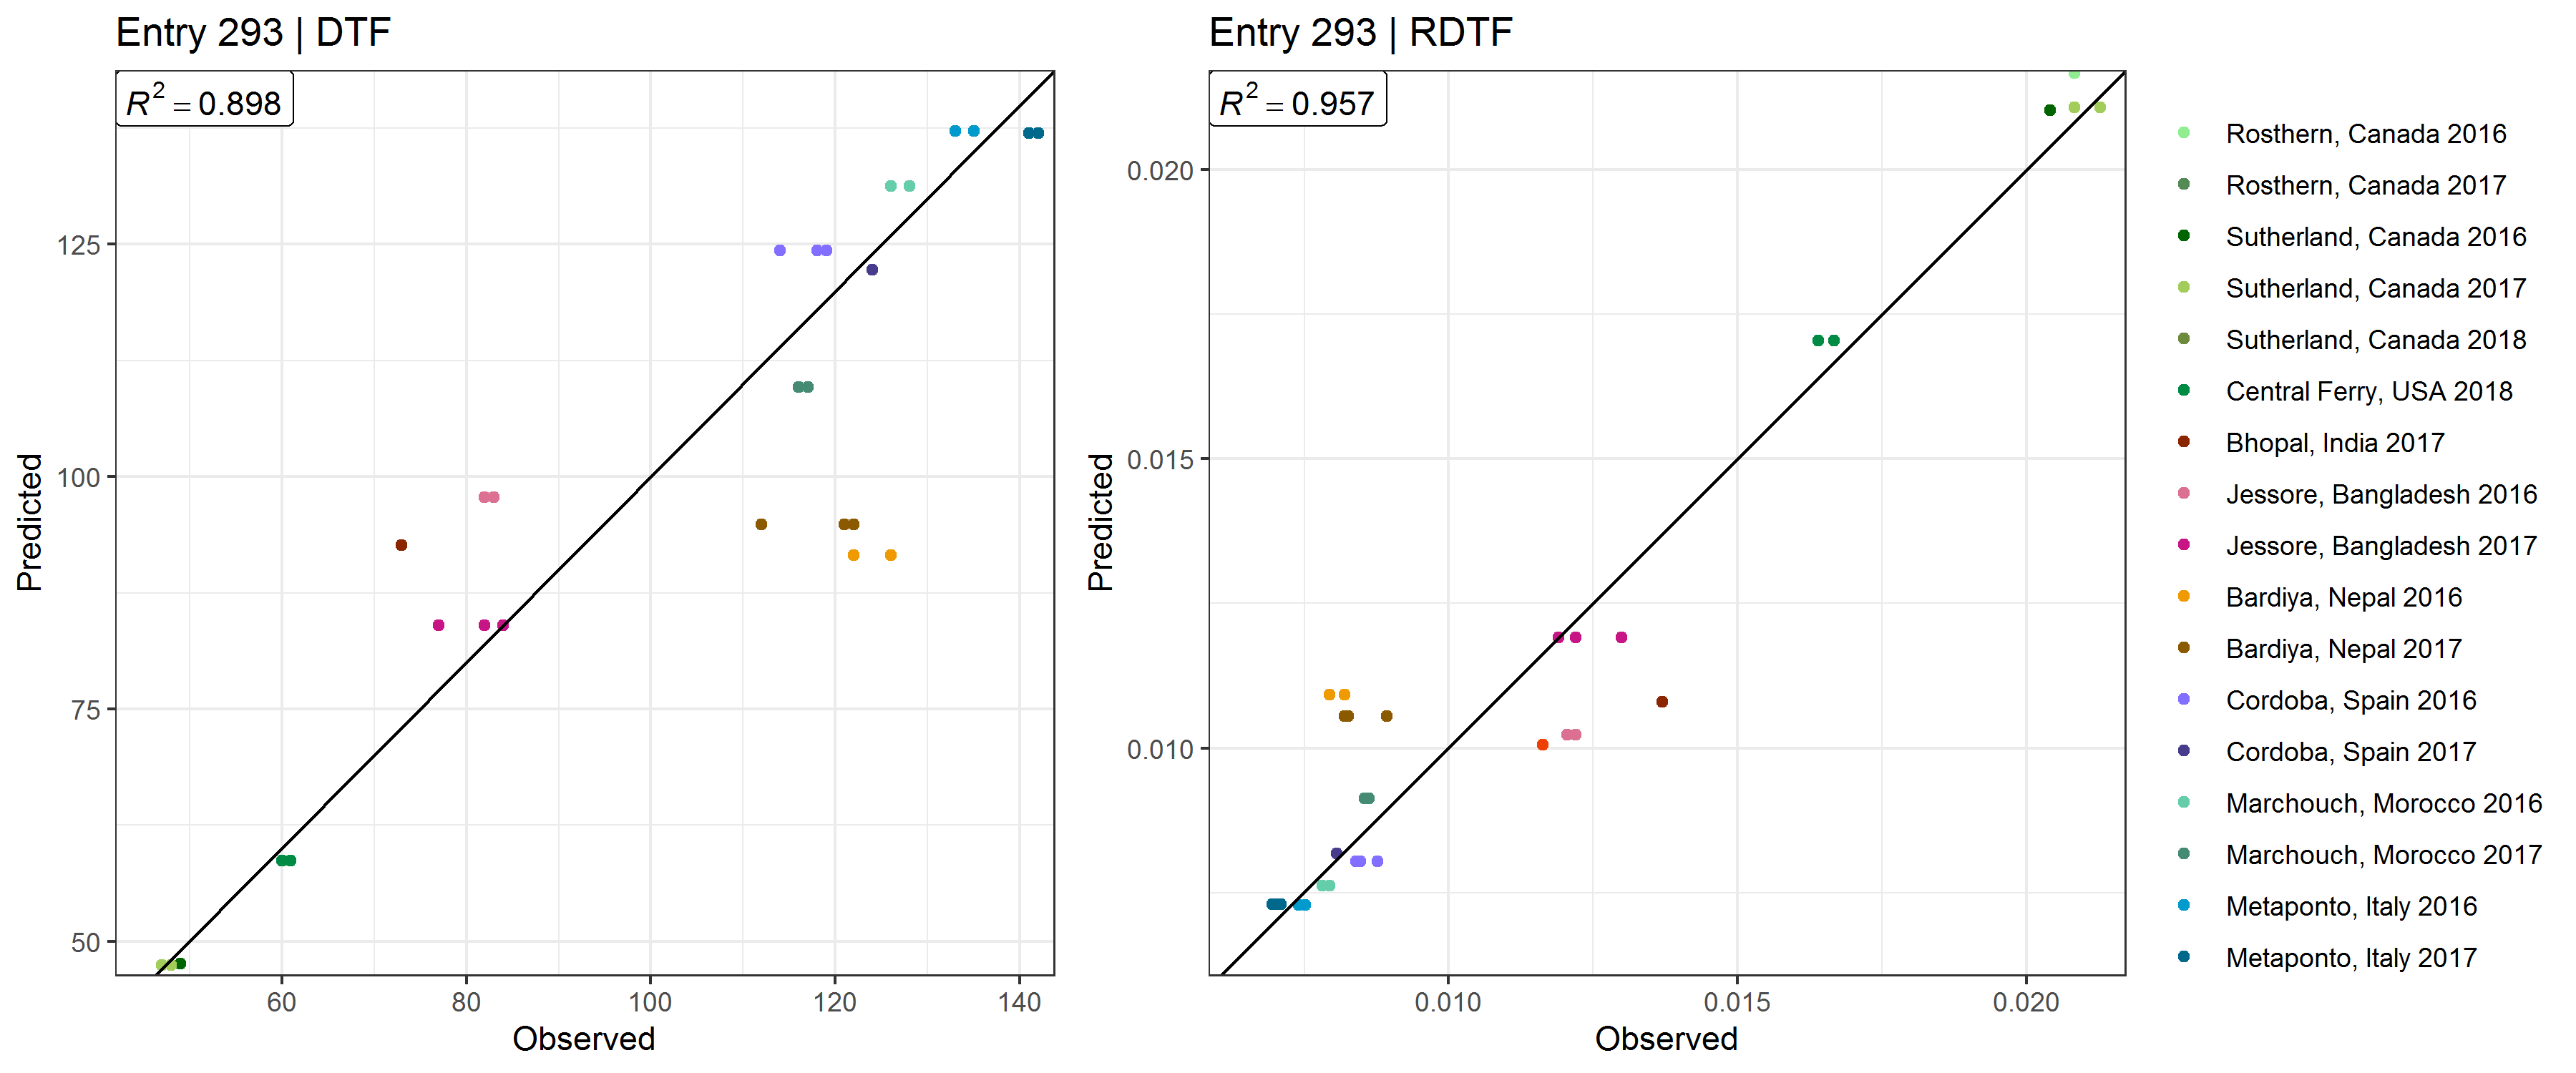 Entry 293 | DTF
R² = 0.898
125
100
75
50
60 80 100 120 140
Observed
Predicted
Entry 293 | RDTF
R² = 0.957
0.020
0.015
0.010
0.010 0.015 0.020
Observed
Predicted
Rosthern, Canada 2016
Rosthern, Canada 2017
Sutherland, Canada 2016
Sutherland, Canada 2017
Sutherland, Canada 2018
Central Ferry, USA 2018
Bhopal, India 2017
Jessore, Bangladesh 2016
Jessore, Bangladesh 2017
Bardiya, Nepal 2016
Bardiya, Nepal 2017
Cordoba, Spain 2016
Cordoba, Spain 2017
Marchouch, Morocco 2016
Marchouch, Morocco 2017
Metaponto, Italy 2016
Metaponto, Italy 2017